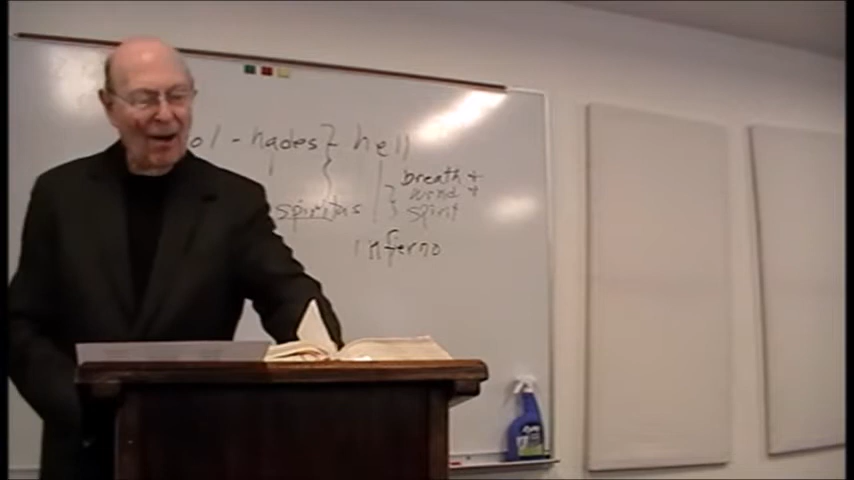 ol - hades } hell
breath +
wind +
spiritus
spirit
inferno